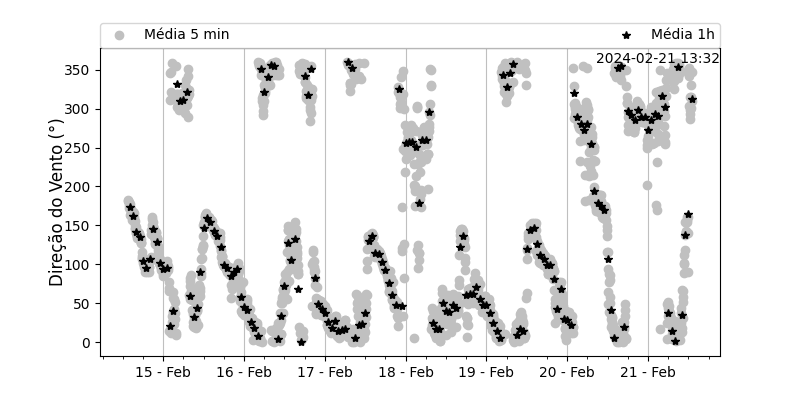 Média 5 min
Média 1h
2024-02-21 13:32
Direção do Vento (°)
350
300
250
200
150
100
50
0
15 - Feb
16 - Feb
17 - Feb
18 - Feb
19 - Feb
20 - Feb
21 - Feb